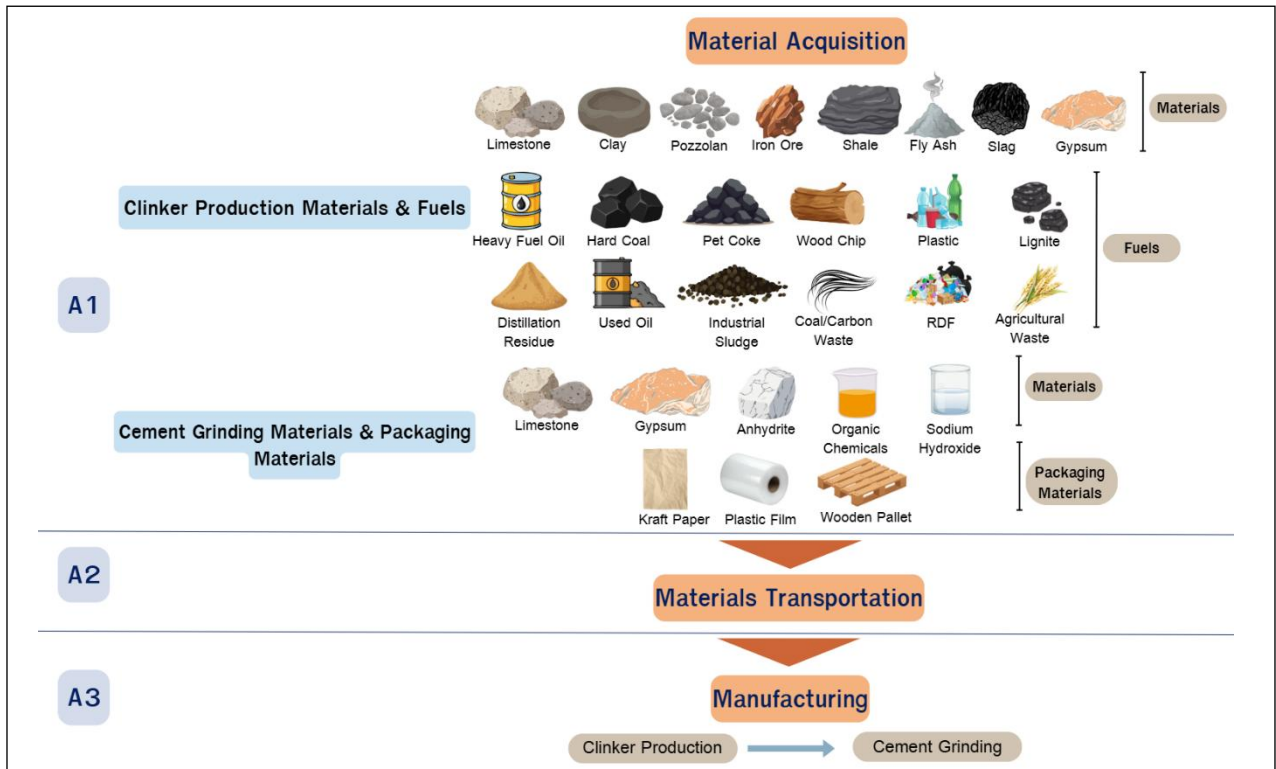 Material Acquisition
Limestone
Clay
Pozzolan
Iron Ore
Shale
Fly Ash
Slag
Gypsum
Materials
Clinker Production Materials & Fuels
Heavy Fuel Oil
Hard Coal
Pet Coke
Wood Chip
Plastic
Lignite
Fuels
A1
Distillation
Residue
Used Oil
Industrial
Sludge
Coal/Carbon
Waste
RDF
Agricultural
Waste
Cement Grinding Materials & Packaging
Materials
Limestone
Gypsum
Anhydrite
Organic
Chemicals
Sodium
Hydroxide
Materials
Kraft Paper
Plastic Film
Wooden Pallet
Packaging
Materials
A2
Materials Transportation
A3
Manufacturing
Clinker Production
Cement Grinding